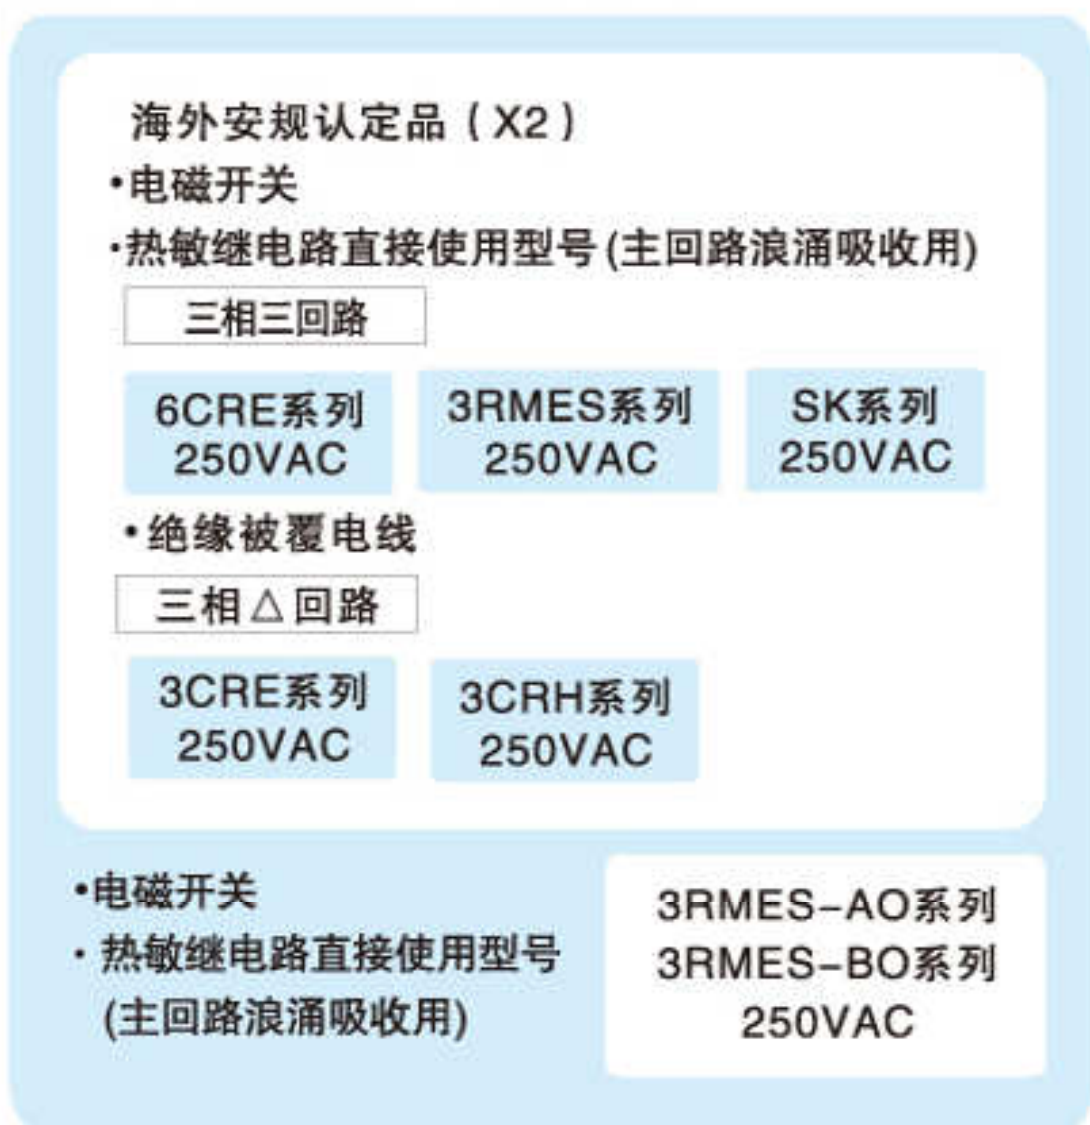 海外安规认定品（X2）
•电磁开关
·热敏继电路直接使用型号(主回路浪涌吸收用)
三相三回路
6CRE系列 3RMES系列 SK系列
250VAC 250VAC 250VAC
•绝缘被覆电线
三相△回路
3CRE系列 3CRH系列
250VAC 250VAC
•电磁开关
·热敏继电路直接使用型号
(主回路浪涌吸收用)
3RMES-AO系列
3RMES-BO系列
250VAC